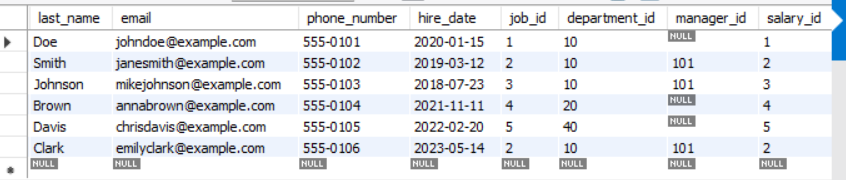 last_name email phone_number hire_date job_id department_id manager_id salary_id
Doe johndoe@example.com 555-0101 2020-01-15 1 10 NULL 1
Smith janesmith@example.com 555-0102 2019-03-12 2 10 101 2
Johnson mikejohnson@example.com 555-0103 2018-07-23 3 10 101 3
Brown annabrown@example.com 555-0104 2021-11-11 4 20 NULL 4
Davis chrisdavis@example.com 555-0105 2022-02-20 5 40 NULL 5
Clark emilyclark@example.com 555-0106 2023-05-14 2 10 101 2
NULL NULL NULL NULL NULL NULL NULL NULL